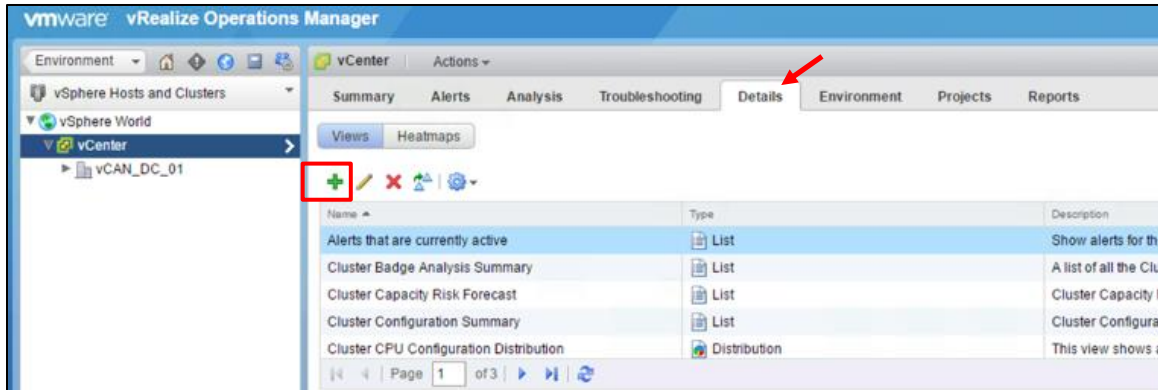 vmware vRealize Operations Manager
Environment
vCenter Actions
vSphere Hosts and Clusters
Summary Alerts Analysis Troubleshooting Details Environment Projects Reports
vSphere World
vCenter
vCAN_DC_01
Views Heatmaps
Name Type Description
Alerts that are currently active List Show alerts for th
Cluster Badge Analysis Summary List A list of all the Clu
Cluster Capacity Risk Forecast List Cluster Capacity
Cluster Configuration Summary List Cluster Configura
Cluster CPU Configuration Distribution Distribution This view shows a
Page 1 of 3